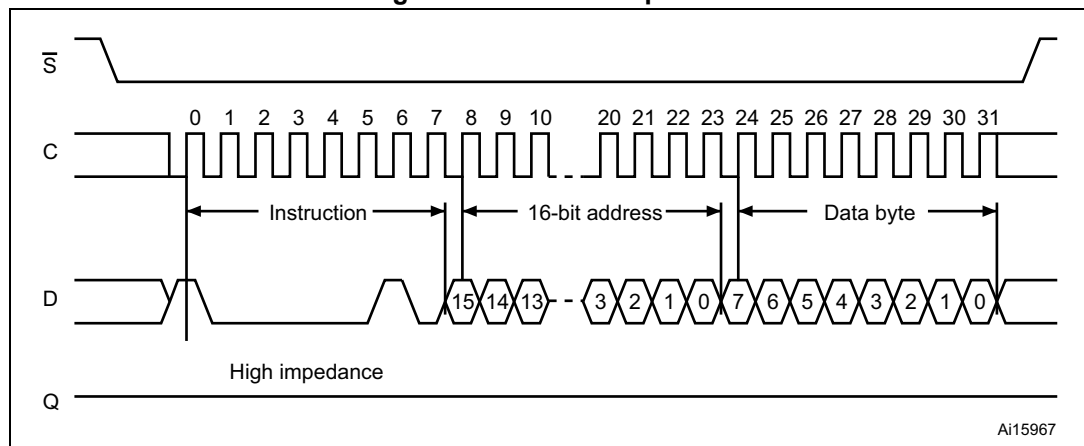 S
0 1 2 3 4 5 6 7 8 9 10 20 21 22 23 24 25 26 27 28 29 30 31
C
Instruction 16-bit address Data byte
D 15 14 13 3 2 1 0 7 6 5 4 3 2 1 0
High impedance
Q
Ai15967